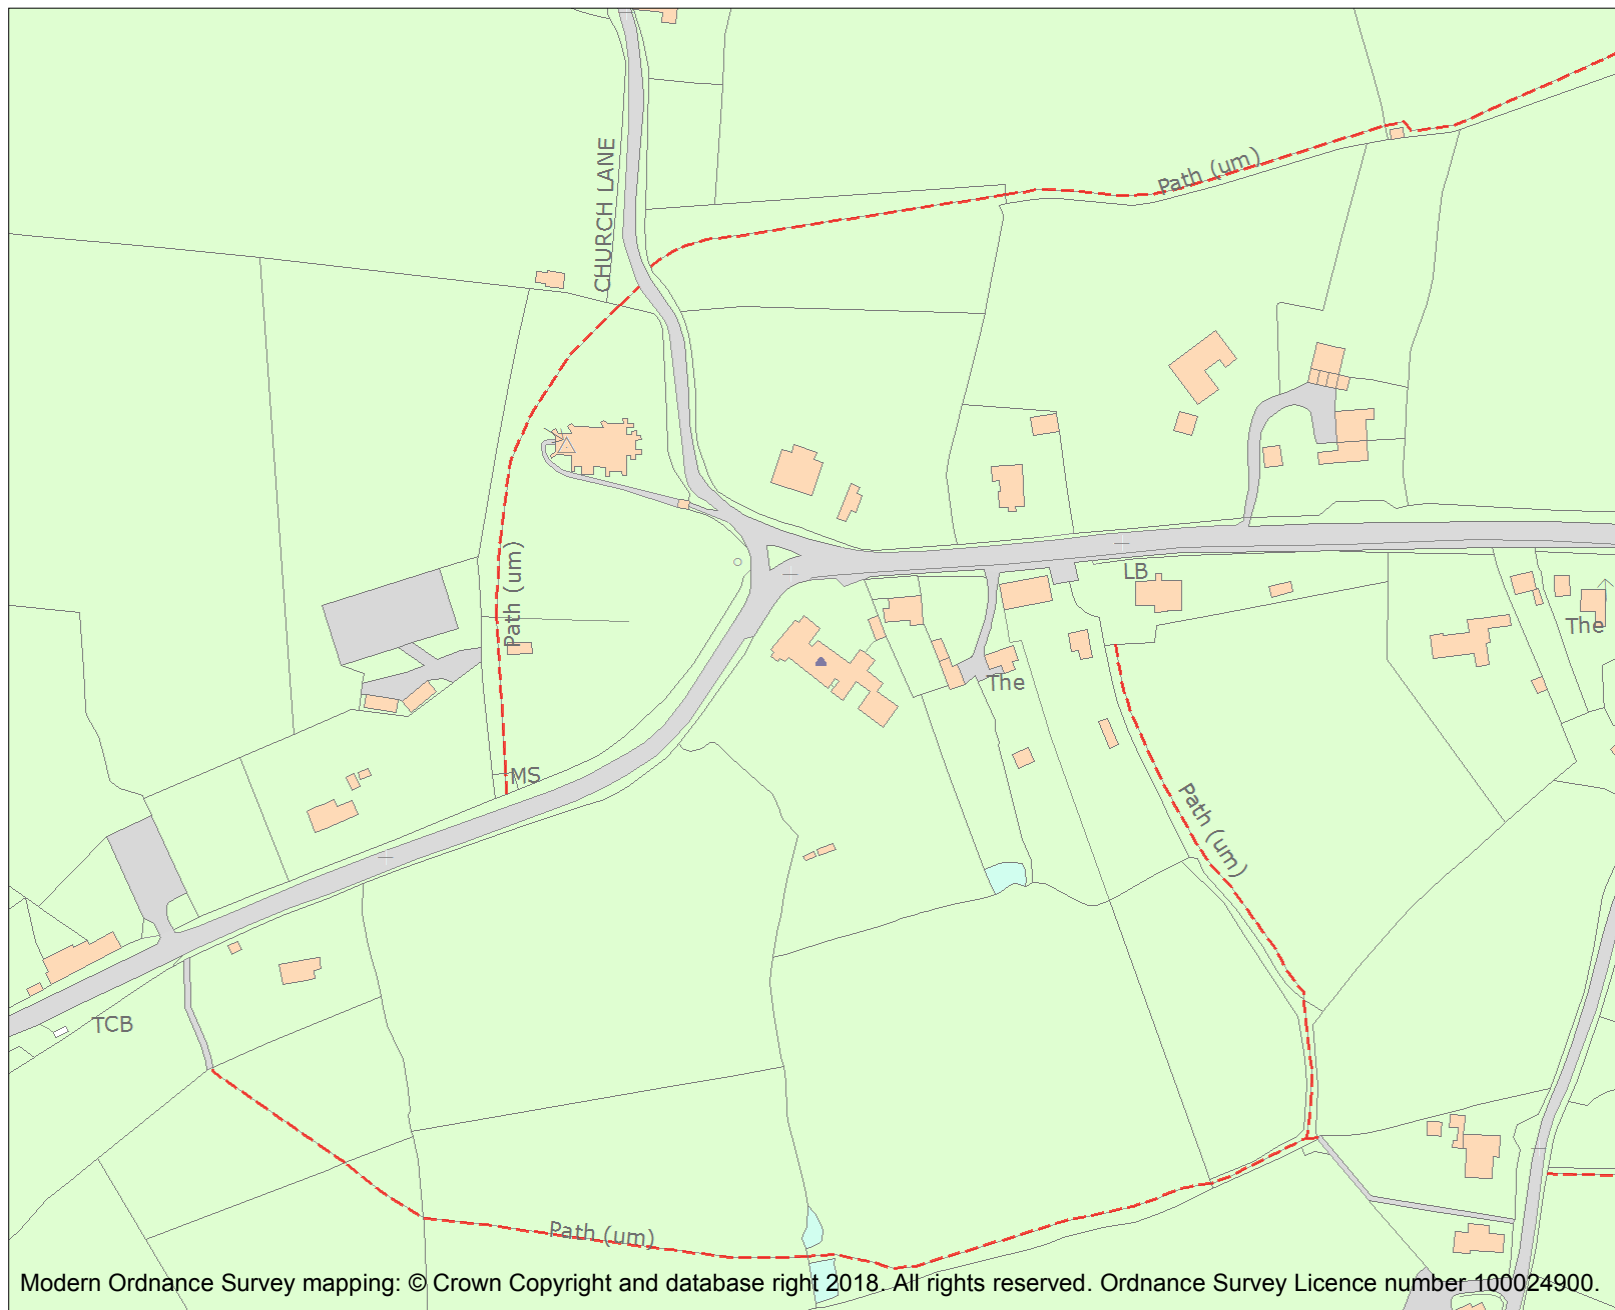 CHURCH LANE
Path (um)
Path (um)
LB
The
The
MS
Path (um)
TCB
Path (um)
Modern Ordnance Survey mapping: © Crown Copyright and database right 2018. All rights reserved. Ordnance Survey Licence number 100024900.